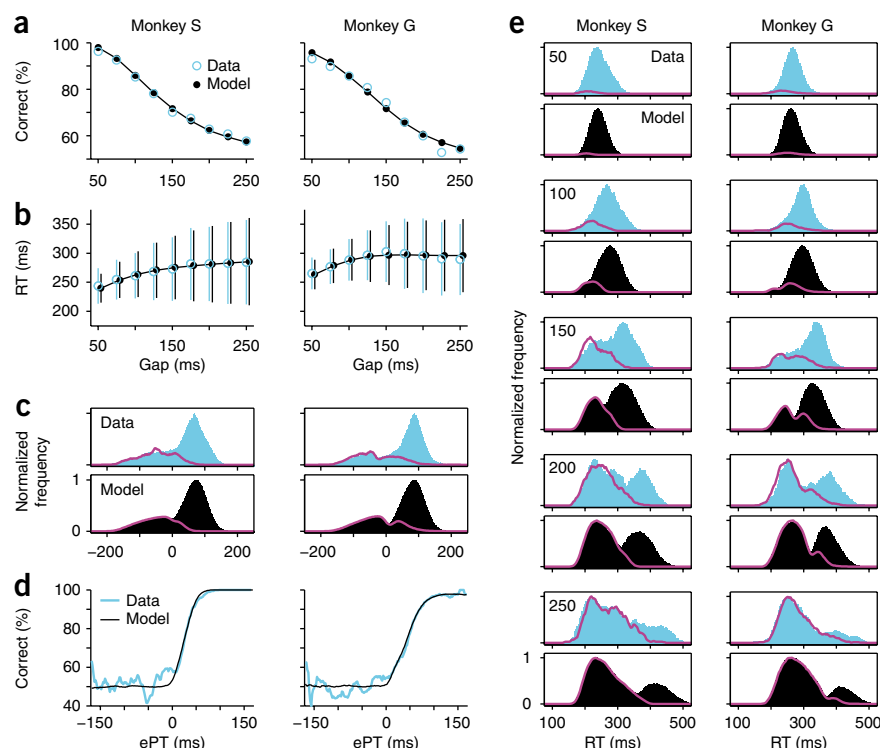 a
Monkey S
Monkey G
Correct (%)
100
80
60
Data
Model
50
150
250
50
150
250
b
RT (ms)
350
300
250
200
50
150
250
50
150
250
Gap (ms)
Gap (ms)
c
Normalized
frequency
Data
Model
1
0
−200
0
200
−200
0
200
d
Correct (%)
100
80
60
40
Data
Model
−150
0
150
−150
0
150
ePT (ms)
ePT (ms)
e
Monkey S
Monkey G
Normalized frequency
50
Data
Model
100
150
200
250
1
0
100
300
500
100
300
500
RT (ms)
RT (ms)